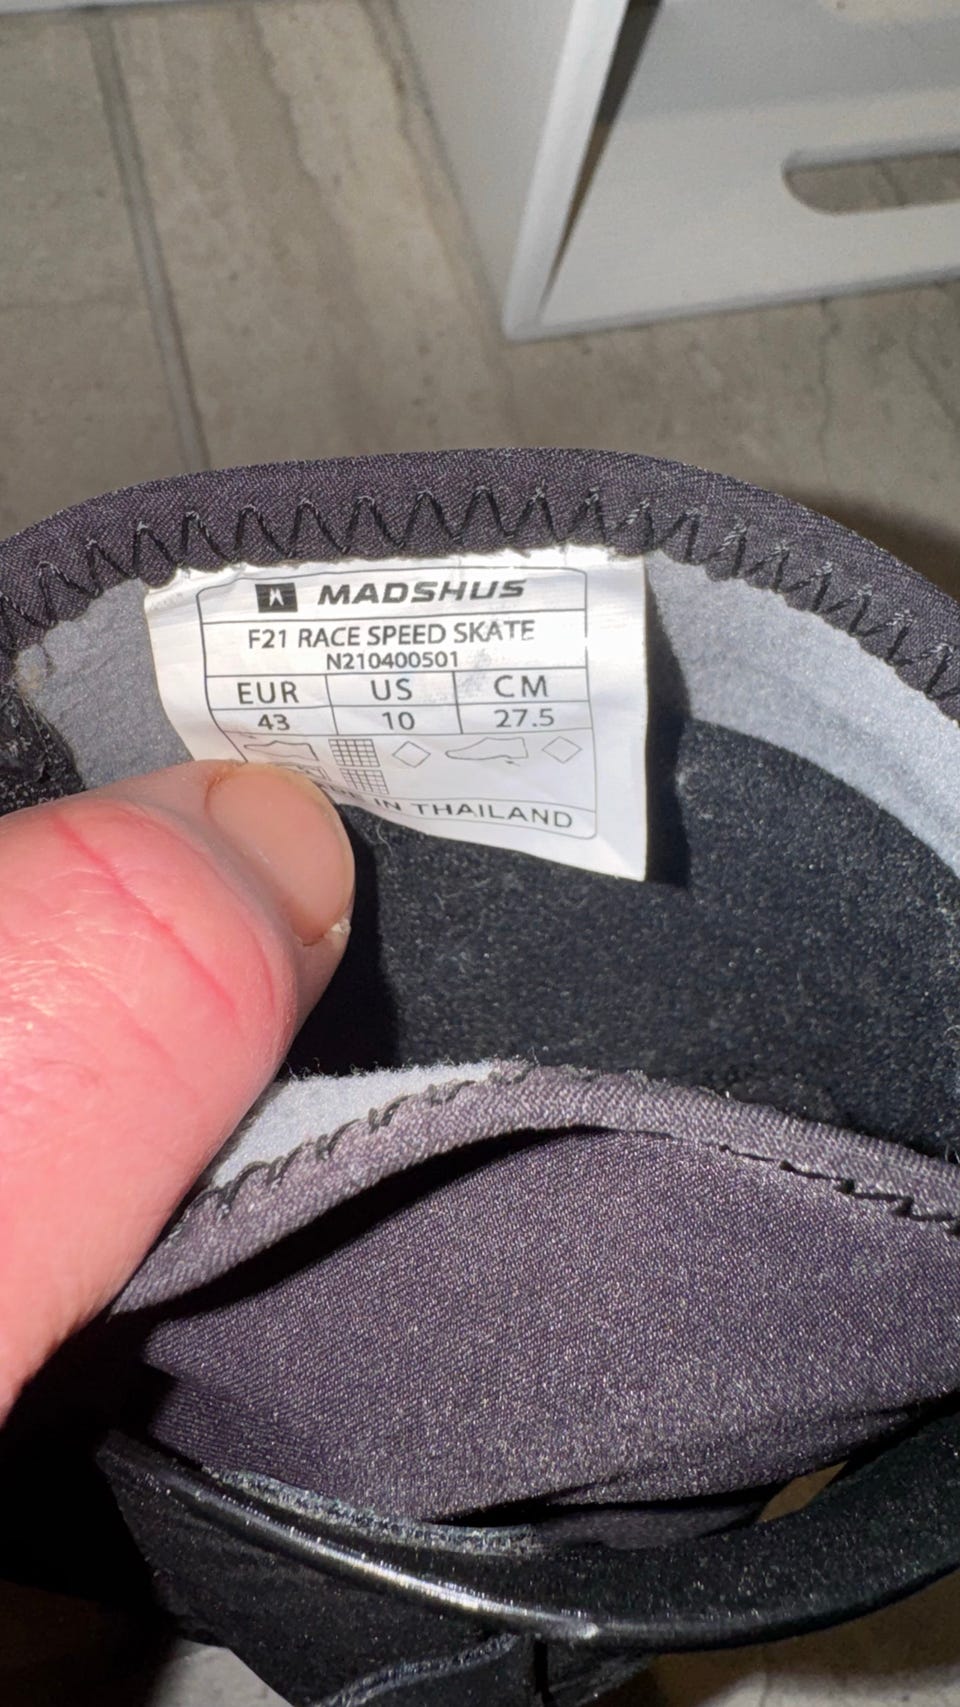 MADSHUS
F21 RACE SPEED SKATE
N210400501
EUR US CM
43 10 27.5
IN THAILAND